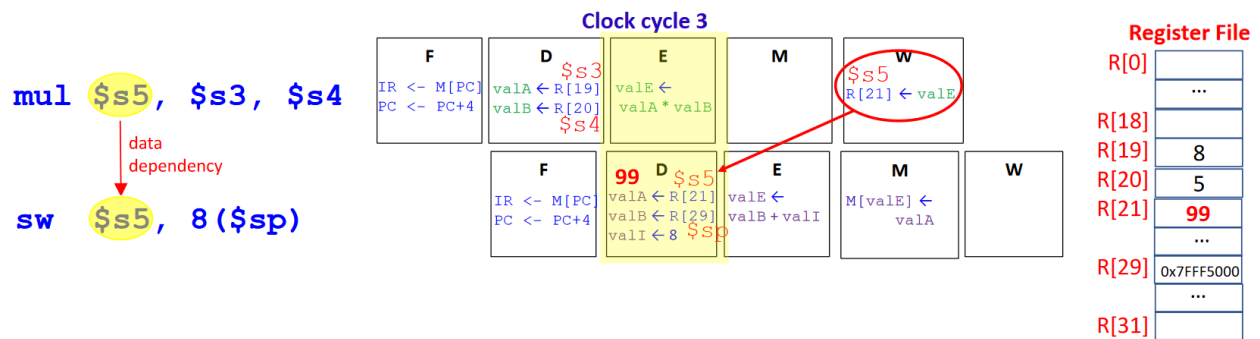 Clock cycle 3
mul $s5, $s3, $s4
data
dependency
sw $s5, 8($sp)
F
IR <- M[PC]
PC <- PC+4
D
$s3
valA ← R[19]
valB ← R[20]
$s4
E
valE ←
valA * valB
M
W
$s5
R[21] ← valE
F
IR <- M[PC]
PC <- PC+4
99 D $s5
valA ← R[21]
valB ← R[29]
valI ← 8 $sp
E
valE ←
valB + valI
M
M[valE] ←
valA
W
Register File
R[0]
...
R[18]
R[19] 8
R[20] 5
R[21] 99
...
R[29] 0x7FFF5000
...
R[31]